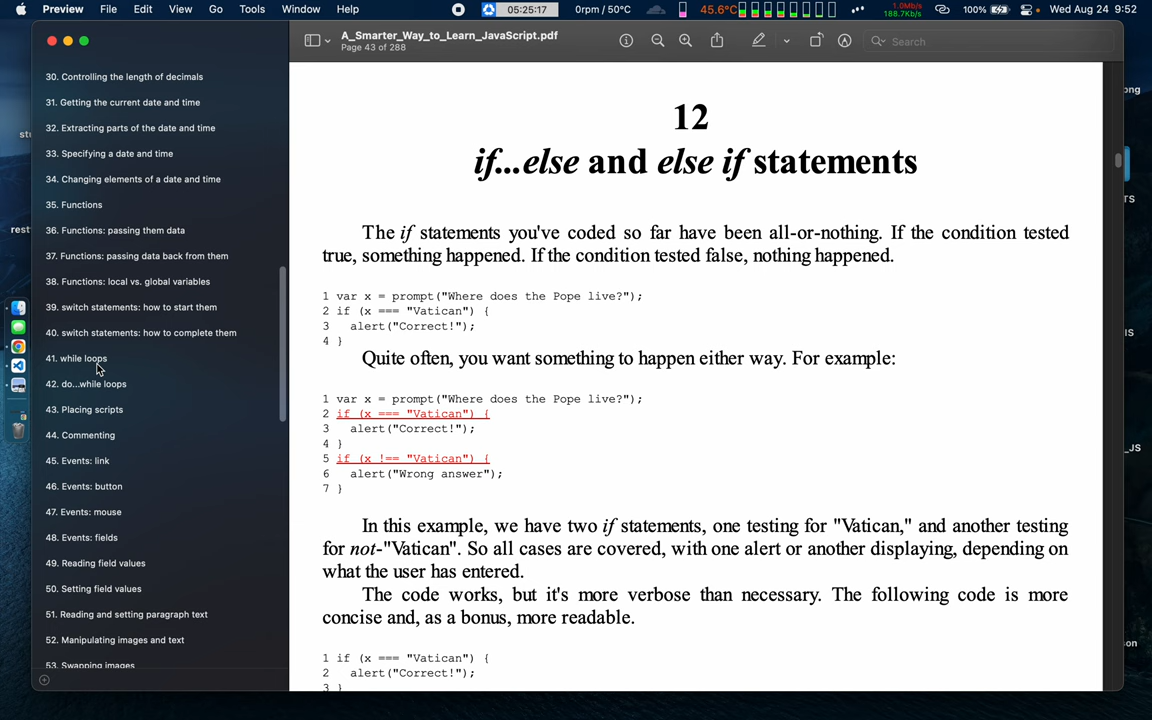 Preview File Edit View Go Tools Window Help 05:25:17 0rpm / 50°C 45.6°C 1.0Mb/s 188.7Kb/s 100% Wed Aug 24 9:52
A_Smarter_Way_to_Learn_JavaScript.pdf
Page 43 of 288
Search
30. Controlling the length of decimals
31. Getting the current date and time
32. Extracting parts of the date and time
33. Specifying a date and time
34. Changing elements of a date and time
35. Functions
36. Functions: passing them data
37. Functions: passing data back from them
38. Functions: local vs. global variables
39. switch statements: how to start them
40. switch statements: how to complete them
41. while loops
42. do...while loops
43. Placing scripts
44. Commenting
45. Events: link
46. Events: button
47. Events: mouse
48. Events: fields
49. Reading field values
50. Setting field values
51. Reading and setting paragraph text
52. Manipulating images and text
53. Swapping images
12
if...else and else if statements
The if statements you've coded so far have been all-or-nothing. If the condition tested
true, something happened. If the condition tested false, nothing happened.
1 var x = prompt("Where does the Pope live?");
2 if (x === "Vatican") {
3   alert("Correct!");
4 }
Quite often, you want something to happen either way. For example:
1 var x = prompt("Where does the Pope live?");
2 if (x === "Vatican") {
3   alert("Correct!");
4 }
5 if (x !== "Vatican") {
6   alert("Wrong answer");
7 }
In this example, we have two if statements, one testing for "Vatican," and another testing
for not-"Vatican". So all cases are covered, with one alert or another displaying, depending on
what the user has entered.
The code works, but it's more verbose than necessary. The following code is more
concise and, as a bonus, more readable.
1 if (x === "Vatican") {
2   alert("Correct!");
3 }